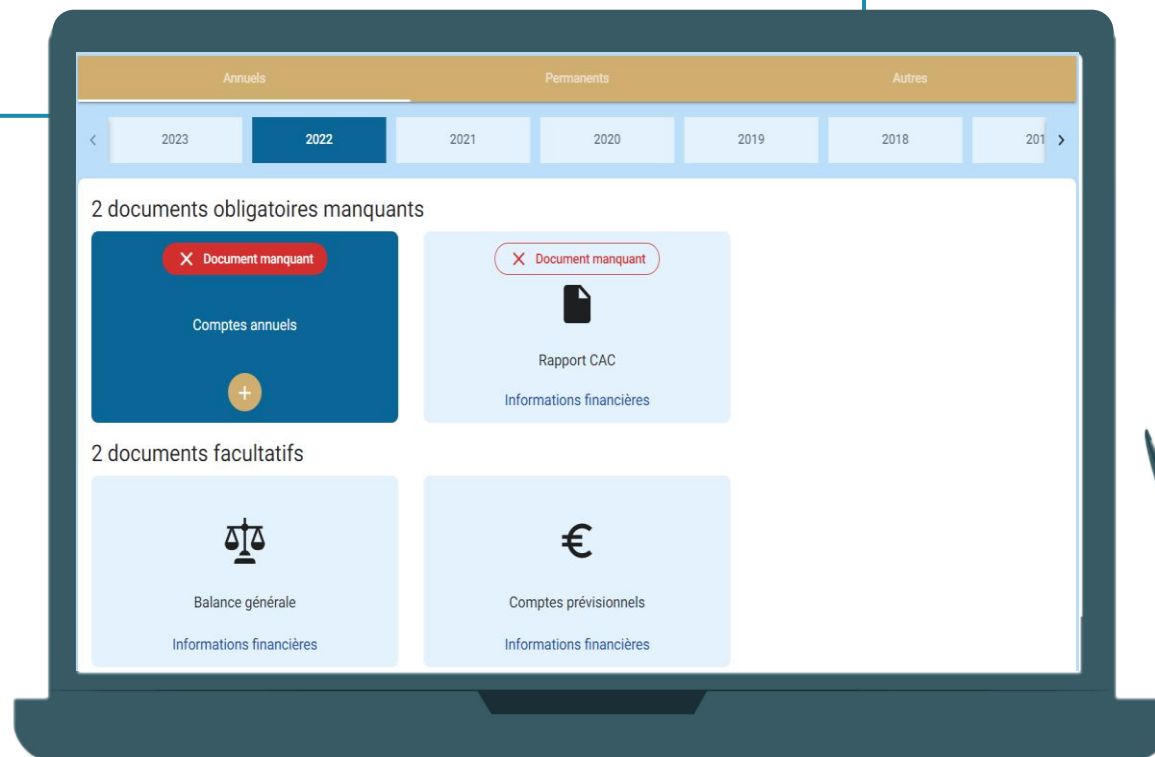 Annuels Permanents Autres
2023 2022 2021 2020 2019 2018 201
2 documents obligatoires manquants
Document manquant Document manquant
Comptes annuels
Rapport CAC
+
Informations financières
2 documents facultatifs
€
Balance générale Comptes prévisionnels
Informations financières Informations financières